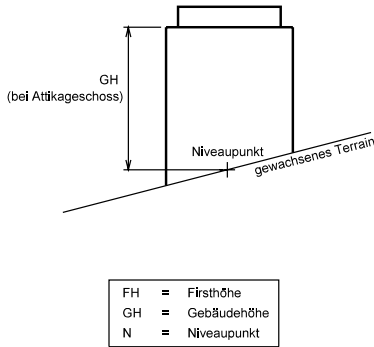 GH
(bei Attikageschoss)
Niveaupunkt
gewachsenes Terrain
FH = Firsthöhe
GH = Gebäudehöhe
N = Niveaupunkt